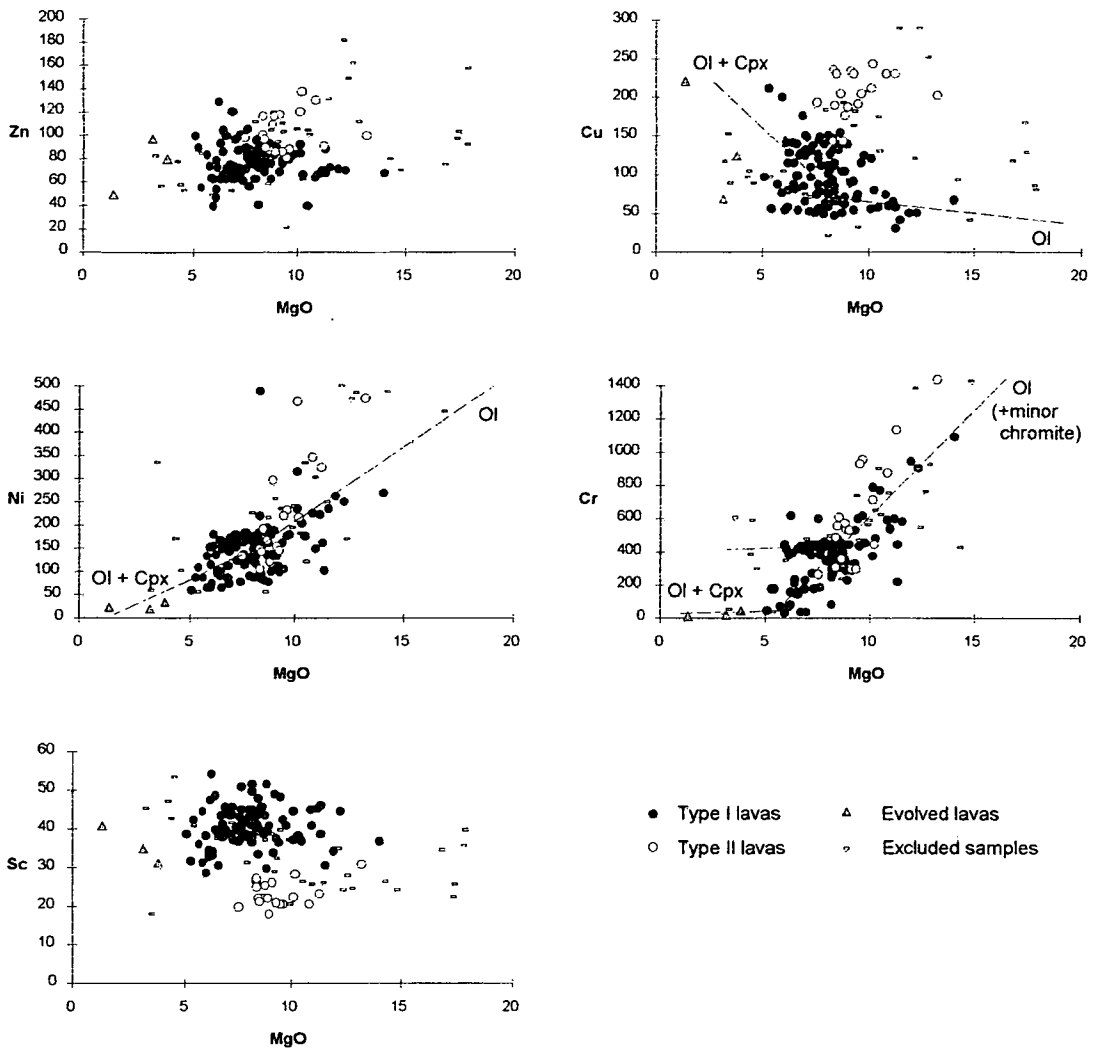 200
180
160
140
120
100
80
60
40
20
0
Zn
0 5 10 15 20
MgO
300
250
200
150
100
50
0
Cu
Ol + Cpx
Ol
0 5 10 15 20
MgO
500
450
400
350
300
250
200
150
100
50
0
Ni
Ol + Cpx
Ol
0 5 10 15 20
MgO
1400
1200
1000
800
600
400
200
0
Cr
Ol + Cpx
Ol
(+minor
chromite)
0 5 10 15 20
MgO
60
50
40
30
20
10
0
Sc
0 5 10 15 20
MgO
Type I lavas
Evolved lavas
Type II lavas
Excluded samples